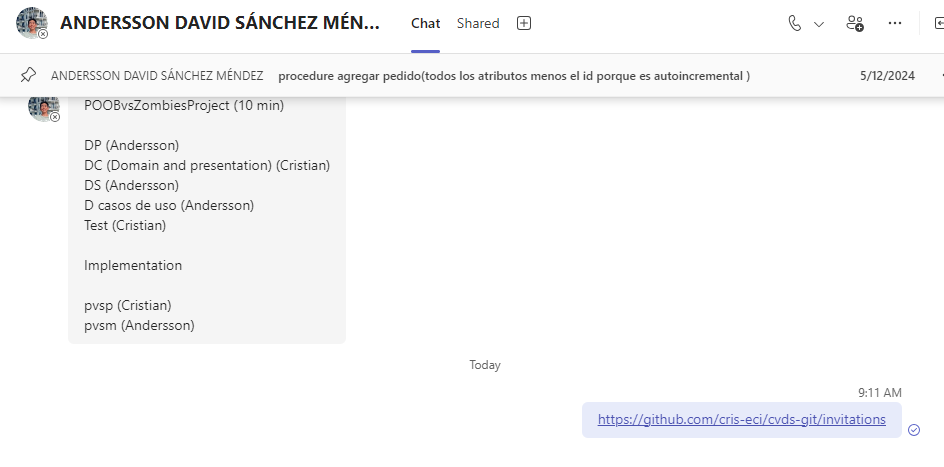 ANDERSSON DAVID SÁNCHEZ MÉN... Chat Shared
ANDERSSON DAVID SÁNCHEZ MÉNDEZ procedure agregar pedido(todos los atributos menos el id porque es autoincremental ) 5/12/2024
POOBvsZombiesProject (10 min)
DP (Andersson)
DC (Domain and presentation) (Cristian)
DS (Andersson)
D casos de uso (Andersson)
Test (Cristian)
Implementation
pvsp (Cristian)
pvsm (Andersson)
Today
9:11 AM
https://github.com/cris-eci/cvds-git/invitations